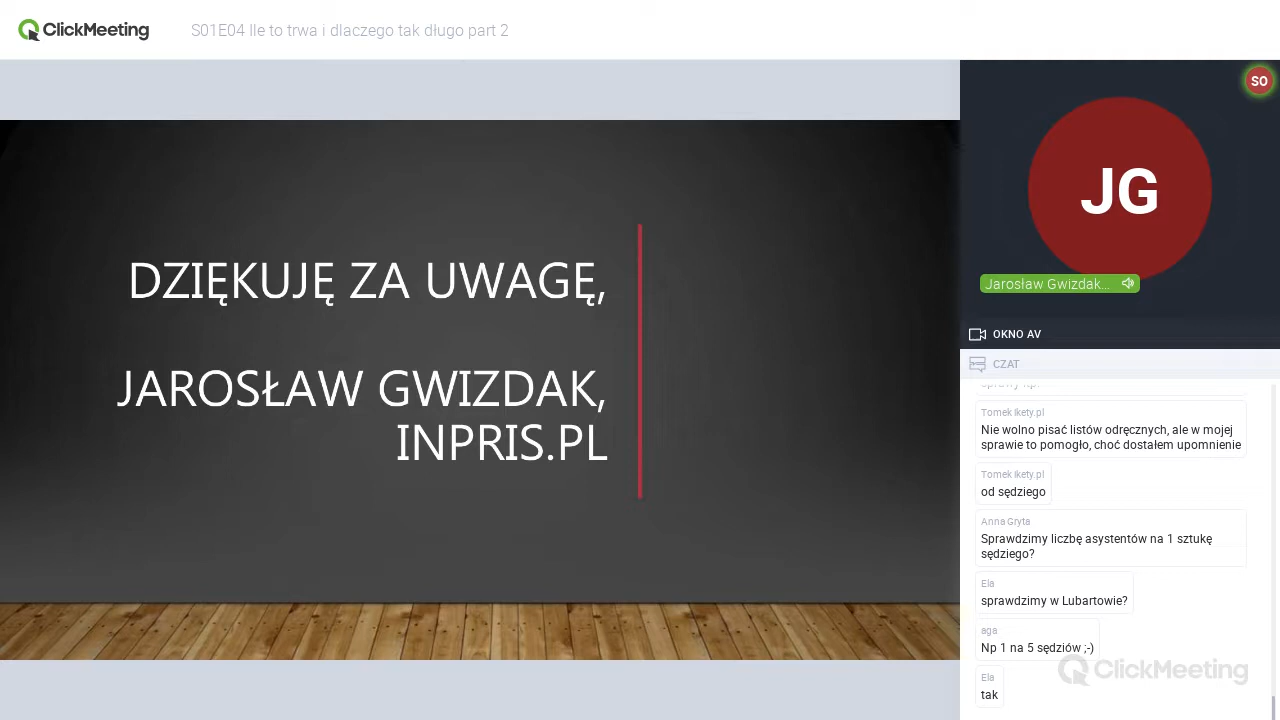 ClickMeeting
S01E04 Ile to trwa i dlaczego tak długo part 2
DZIĘKUJĘ ZA UWAGĘ,
JAROSŁAW GWIZDAK,
INPRIS.PL
SO
JG
Jarosław Gwizdak...
OKNO AV
CZAT
Tomek Ikety.pl
Nie wolno pisać listów odręcznych, ale w mojej
sprawie to pomogło, choć dostałem upomnienie
Tomek Ikety.pl
od sędziego
Anna Gryta
Sprawdzimy liczbę asystentów na 1 sztukę
sędziego?
Ela
sprawdzimy w Lubartowie?
aga
Np 1 na 5 sędziów ;-)
ClickMeeting
Ela
tak